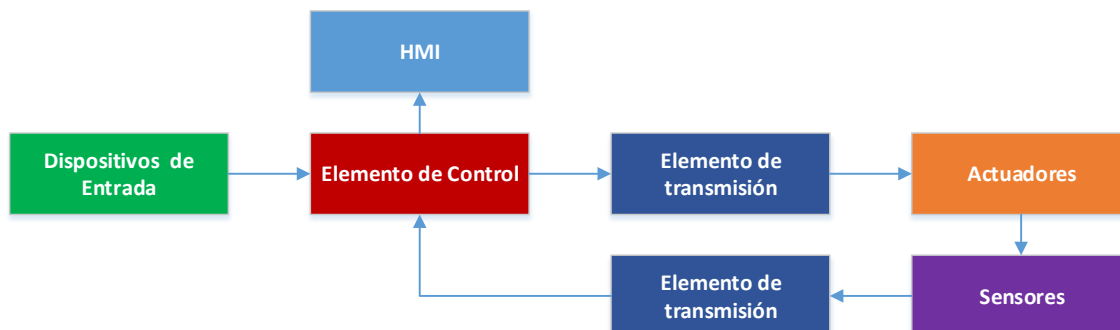 HMI
Dispositivos de
Entrada
Elemento de Control
Elemento de
transmisión
Actuadores
Elemento de
transmisión
Sensores